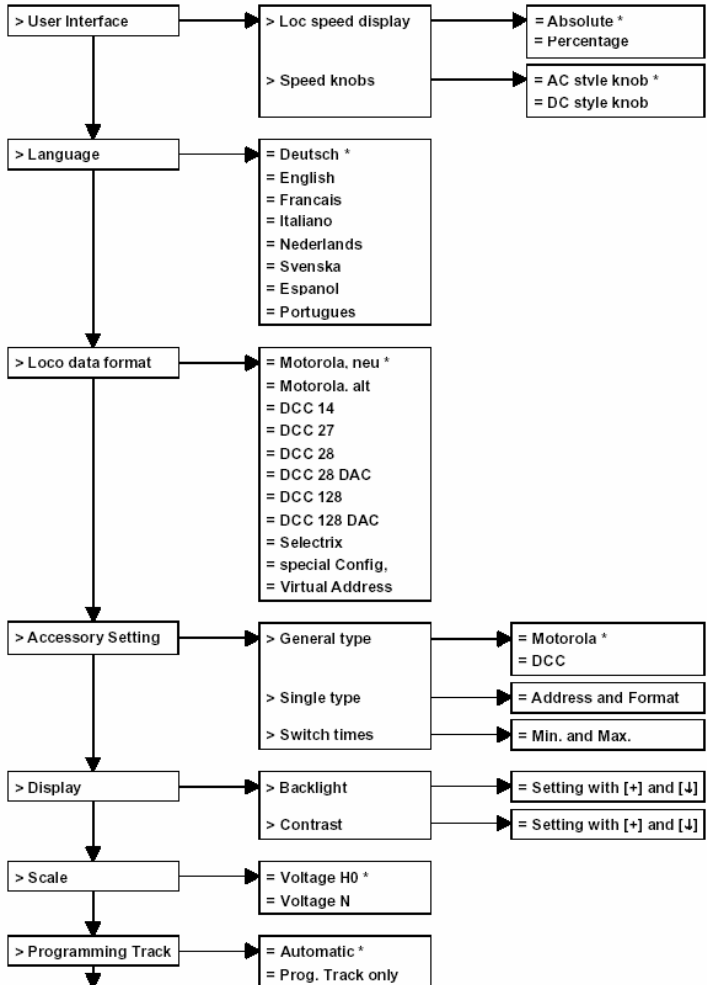 > User Interface
> Loc speed display
= Absolute *
= Percentage
> Speed knobs
= AC style knob *
= DC style knob
> Language
= Deutsch *
= English
= Francais
= Italiano
= Nederlands
= Svenska
= Espanol
= Portugues
> Loco data format
= Motorola, neu *
= Motorola. alt
= DCC 14
= DCC 27
= DCC 28
= DCC 28 DAC
= DCC 128
= DCC 128 DAC
= Selectrix
= special Config,
= Virtual Address
> Accessory Setting
> General type
= Motorola *
= DCC
> Single type
= Address and Format
> Switch times
= Min. and Max.
> Display
> Backlight
= Setting with [+] and [↓]
> Contrast
= Setting with [+] and [↓]
> Scale
= Voltage H0 *
= Voltage N
> Programming Track
= Automatic *
= Prog. Track only